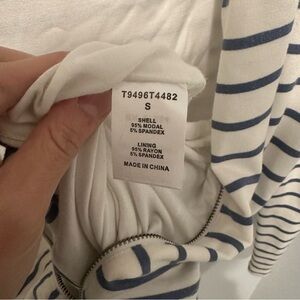 T9496T4482
S
SHELL
95% MODAL
5% SPANDEX
LINING
95% RAYON
5% SPANDEX
MADE IN CHINA